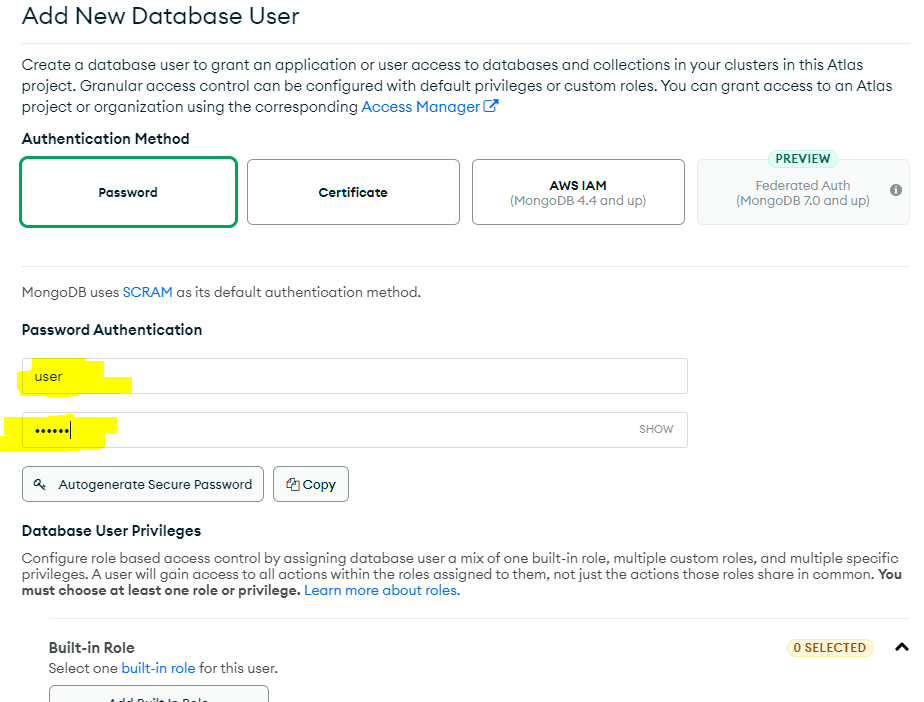 Add New Database User
Create a database user to grant an application or user access to databases and collections in your clusters in this Atlas
project. Granular access control can be configured with default privileges or custom roles. You can grant access to an Atlas
project or organization using the corresponding Access Manager
Authentication Method
PREVIEW
Password
Certificate
AWS IAM
(MongoDB 4.4 and up)
Federated Auth
(MongoDB 7.0 and up)
MongoDB uses SCRAM as its default authentication method.
Password Authentication
user
•••••• SHOW
Autogenerate Secure Password
Copy
Database User Privileges
Configure role based access control by assigning database user a mix of one built-in role, multiple custom roles, and multiple specific
privileges. A user will gain access to all actions within the roles assigned to them, not just the actions those roles share in common. You
must choose at least one role or privilege. Learn more about roles.
Built-in Role
0 SELECTED
Select one built-in role for this user.
Add Built In Role